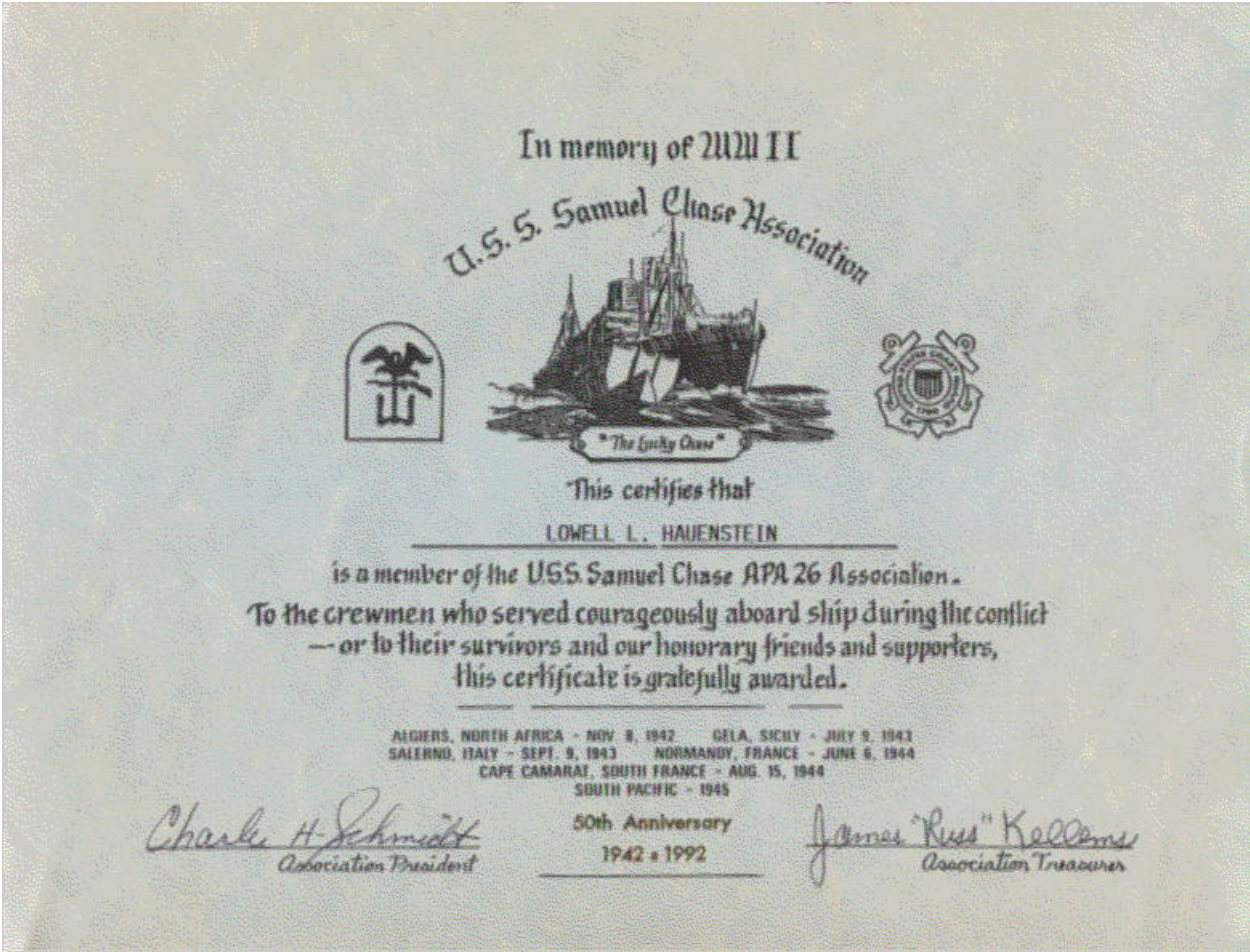 In memory of WW II
U.S.S. Samuel Chase Association
"The Lucky Chase"
UNITED STATES COAST GUARD
1790
This certifies that
LOWELL L. HAUENSTEIN
is a member of the U.S.S. Samuel Chase APA 26 Association.
To the crewmen who served courageously aboard ship during the conflict
— or to their survivors and our honorary friends and supporters,
this certificate is gratefully awarded.
ALGIERS, NORTH AFRICA - NOV. 8, 1942 GELA, SICILY - JULY 9, 1943
SALERNO, ITALY - SEPT. 9, 1943 NORMANDY, FRANCE - JUNE 6, 1944
CAPE CAMARAT, SOUTH FRANCE - AUG. 15, 1944
SOUTH PACIFIC - 1945
Charles H Schmidt 50th Anniversary James "Russ" Kellems
Association President 1942 • 1992 Association Treasurer